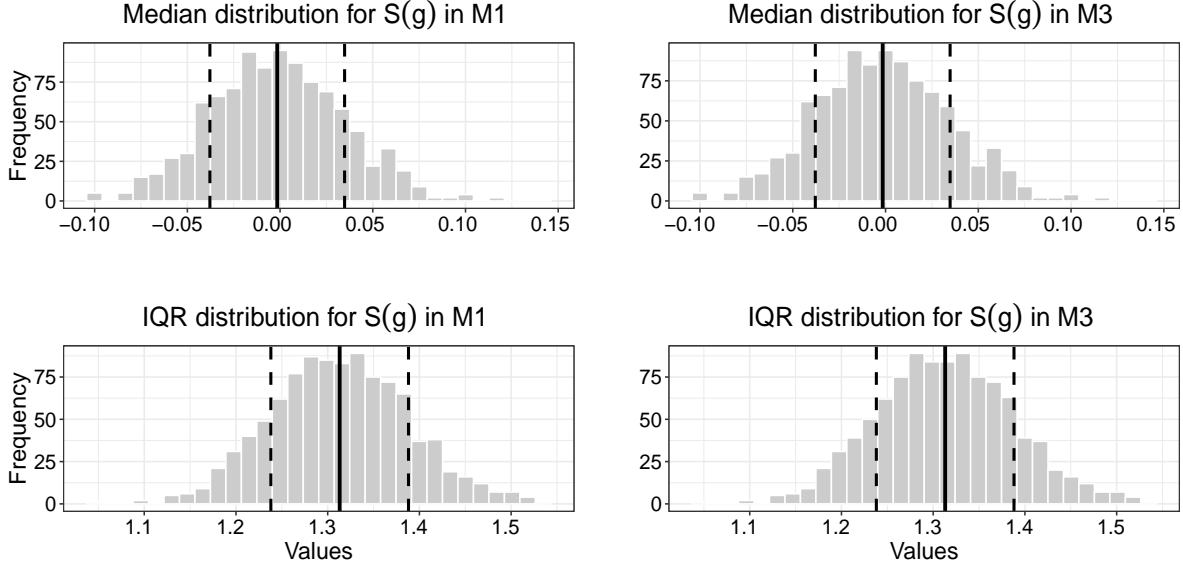 Median distribution for S(g) in M1
Median distribution for S(g) in M3
Frequency
75
50
25
0
−0.10 −0.05 0.00 0.05 0.10 0.15
75
50
25
0
−0.10 −0.05 0.00 0.05 0.10 0.15
IQR distribution for S(g) in M1
IQR distribution for S(g) in M3
Frequency
75
50
25
0
1.1 1.2 1.3 1.4 1.5
Values
75
50
25
0
1.1 1.2 1.3 1.4 1.5
Values